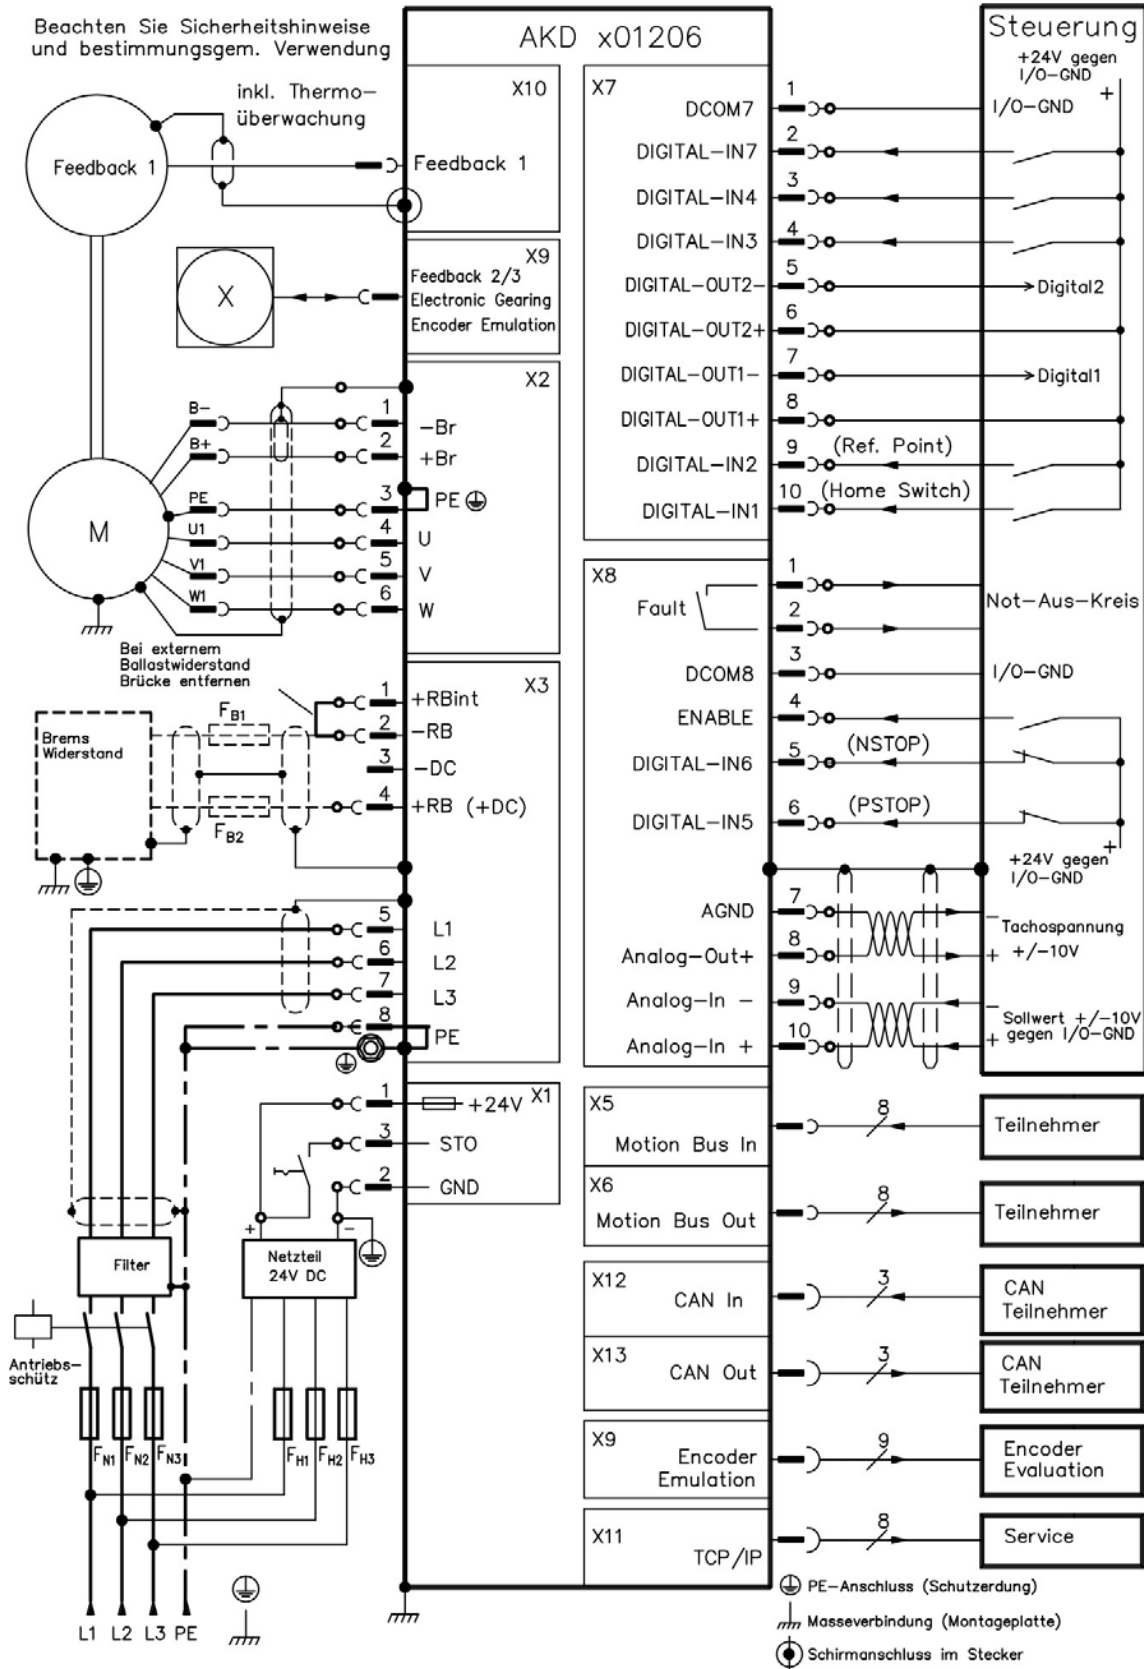 Beachten Sie Sicherheitshinweise
und bestimmungsgem. Verwendung
AKD x01206
Steuerung
+24V gegen
I/O-GND
+
inkl. Thermo-
überwachung
Feedback 1
X10
Feedback 1
X
X9
Feedback 2/3
Electronic Gearing
Encoder Emulation
X2
B- 1 -Br
B+ 2 +Br
PE 3 PE
U1 4 U
V1 5 V
W1 6 W
M
Bei externem
Ballastwiderstand
Brücke entfernen
X3
Brems
Widerstand
FB1
FB2
1 +RBint
2 -RB
3 -DC
4 +RB (+DC)
5 L1
6 L2
7 L3
8 PE
X1
1 +24V
3 STO
2 GND
+ -
Netzteil
24V DC
Filter
Antriebs-
schütz
FN1 FN2 FN3
FH1 FH2 FH3
L1 L2 L3 PE
X7
DCOM7 1 I/O-GND
DIGITAL-IN7 2
DIGITAL-IN4 3
DIGITAL-IN3 4
DIGITAL-OUT2- 5 Digital2
DIGITAL-OUT2+ 6
DIGITAL-OUT1- 7 Digital1
DIGITAL-OUT1+ 8
DIGITAL-IN2 9 (Ref. Point)
DIGITAL-IN1 10 (Home Switch)
X8
Fault 1
2
Not-Aus-Kreis
DCOM8 3 I/O-GND
ENABLE 4
DIGITAL-IN6 5 (NSTOP)
DIGITAL-IN5 6 (PSTOP)
+
+24V gegen
I/O-GND
AGND 7 -
Tachospannung
Analog-Out+ 8 + +/-10V
Analog-In - 9 -
Sollwert +/-10V
gegen I/O-GND
Analog-In + 10 +
X5
Motion Bus In 8 Teilnehmer
X6
Motion Bus Out 8 Teilnehmer
X12
CAN In 3 CAN
Teilnehmer
X13
CAN Out 3 CAN
Teilnehmer
X9
Encoder
Emulation 9 Encoder
Evaluation
X11
TCP/IP 8 Service
PE-Anschluss (Schutzerdung)
Masseverbindung (Montageplatte)
Schirmanschluss im Stecker